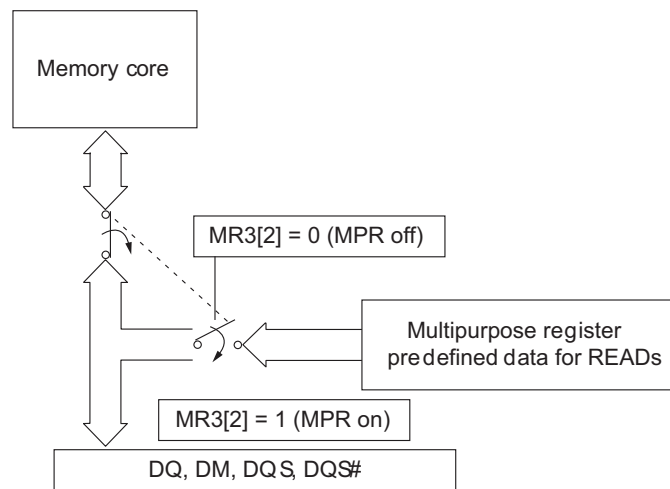 Memory core
MR3[2] = 0 (MPR off)
Multipurpose register
predefined data for READs
MR3[2] = 1 (MPR on)
DQ, DM, DQS, DQS#